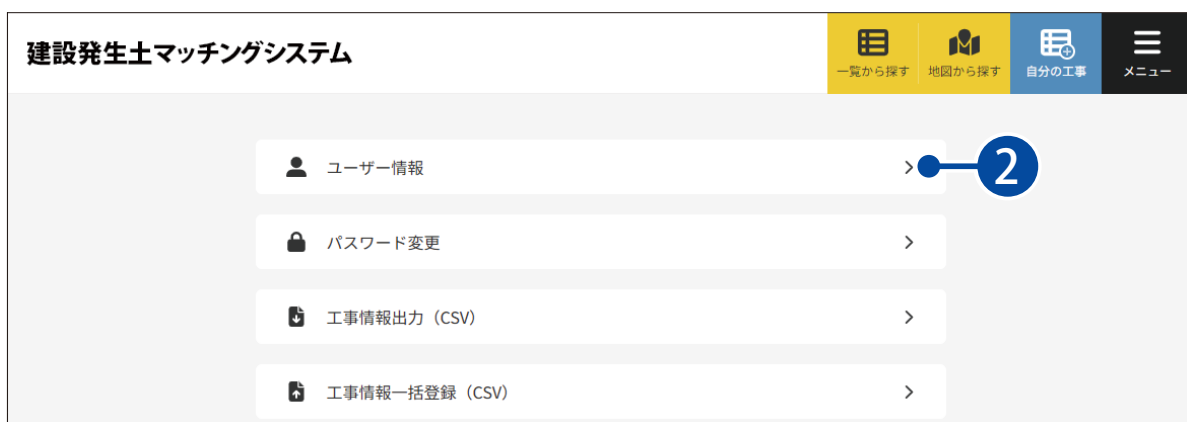 建設発生土マッチングシステム
一覧から探す
地図から探す
自分の工事
メニュー
ユーザー情報
2
パスワード変更
工事情報出力（CSV）
工事情報一括登録（CSV）